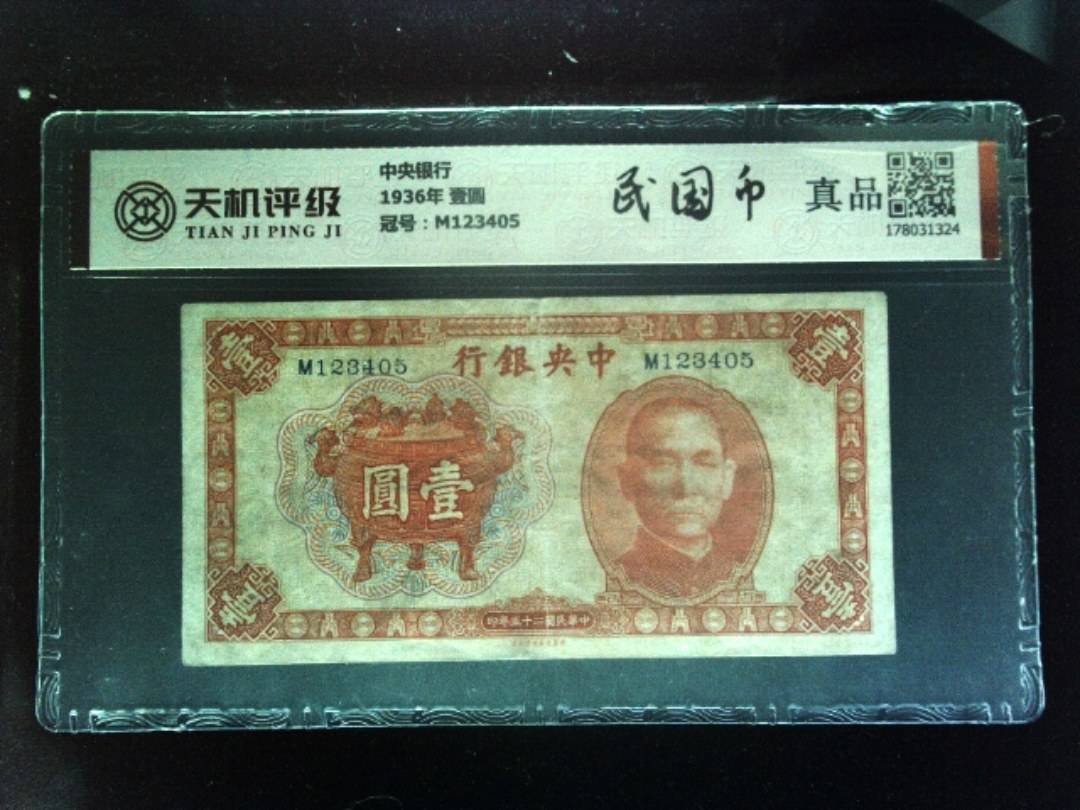 天机评级
TIAN JI PING JI
中央银行
1936年 壹圆
冠号：M123405
民国币
真品
178031324
壹
壹
M123405
行銀央中
M123405
圓壹
壹
壹
印年五十二國民華中